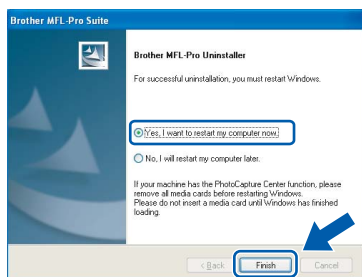 Brother MFL-Pro Suite
Brother MFL-Pro Uninstaller
For successful uninstallation, you must restart Windows.
Yes, I want to restart my computer now.
No, I will restart my computer later.
If your machine has the PhotoCapture Center function, please
remove all media cards before restarting Windows.
Please do not insert a media card until Windows has finished
loading.
< Back
Finish
Cancel